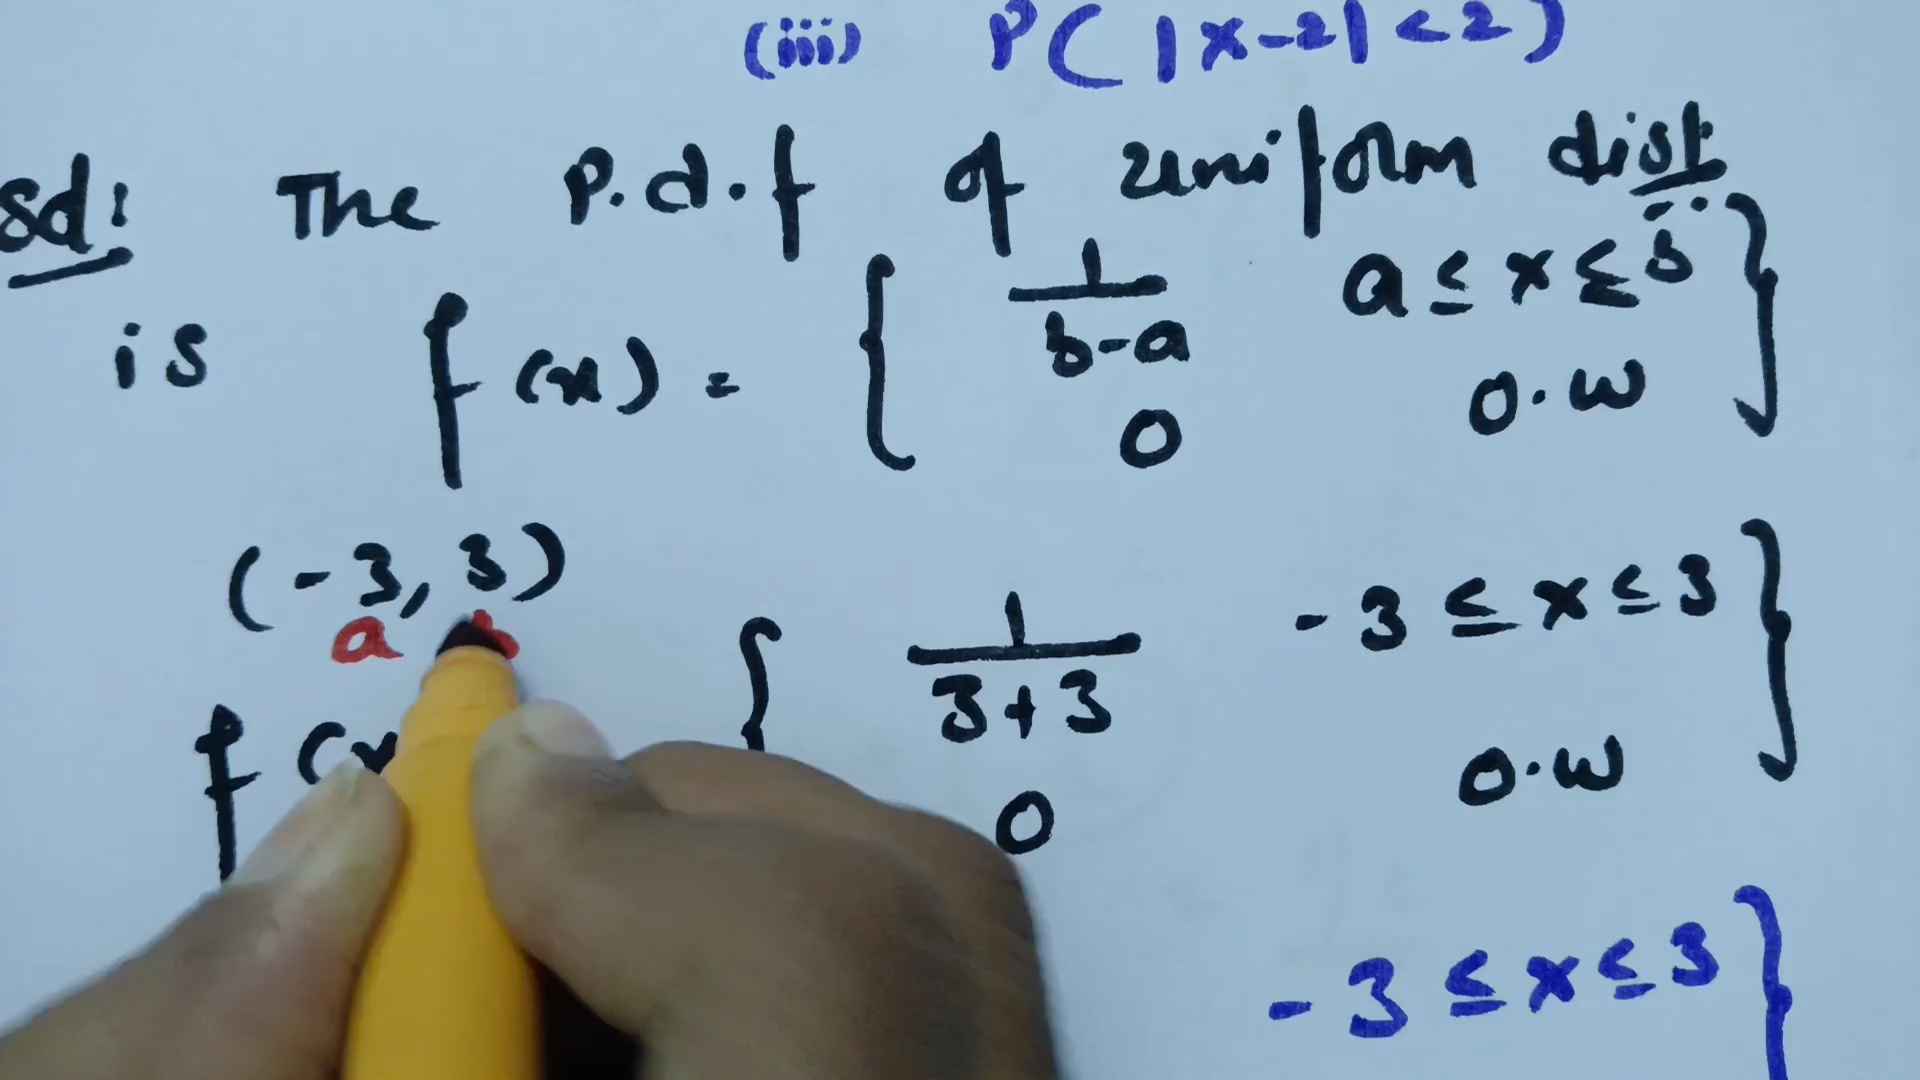 (iii) P(|x-2| < 2)
Sol: The P.d.f of uniform dist
is f(x) = { 1/(b-a) a ≤ x ≤ b
0 o.w }
(-3, 3)
a b
f(x { 1/(3+3) -3 ≤ x ≤ 3
0 o.w }
-3 ≤ x ≤ 3 }